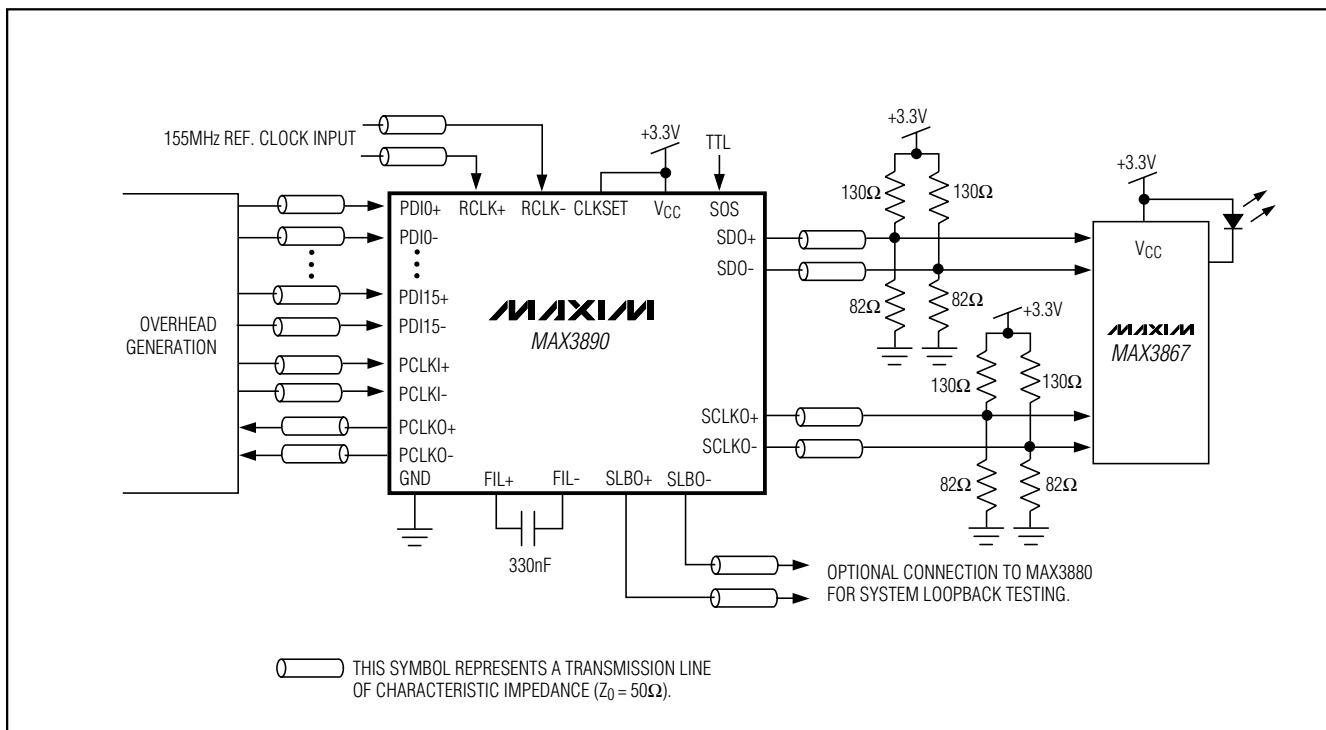 155MHz REF. CLOCK INPUT
+3.3V
TTL
+3.3V
+3.3V
130Ω
130Ω
OVERHEAD
GENERATION
PDI0+
RCLK+
RCLK-
CLKSET
VCC
SOS
PDI0-
PDI15+
PDI15-
PCLKI+
PCLKI-
PCLKO+
PCLKO-
GND
FIL+
FIL-
SLBO+
SLBO-
SDO+
SDO-
SCLKO+
SCLKO-
MAXIM
MAX3890
82Ω
82Ω
+3.3V
130Ω
130Ω
82Ω
82Ω
VCC
MAXIM
MAX3867
330nF
OPTIONAL CONNECTION TO MAX3880
FOR SYSTEM LOOPBACK TESTING.
THIS SYMBOL REPRESENTS A TRANSMISSION LINE
OF CHARACTERISTIC IMPEDANCE (Z0 = 50Ω).